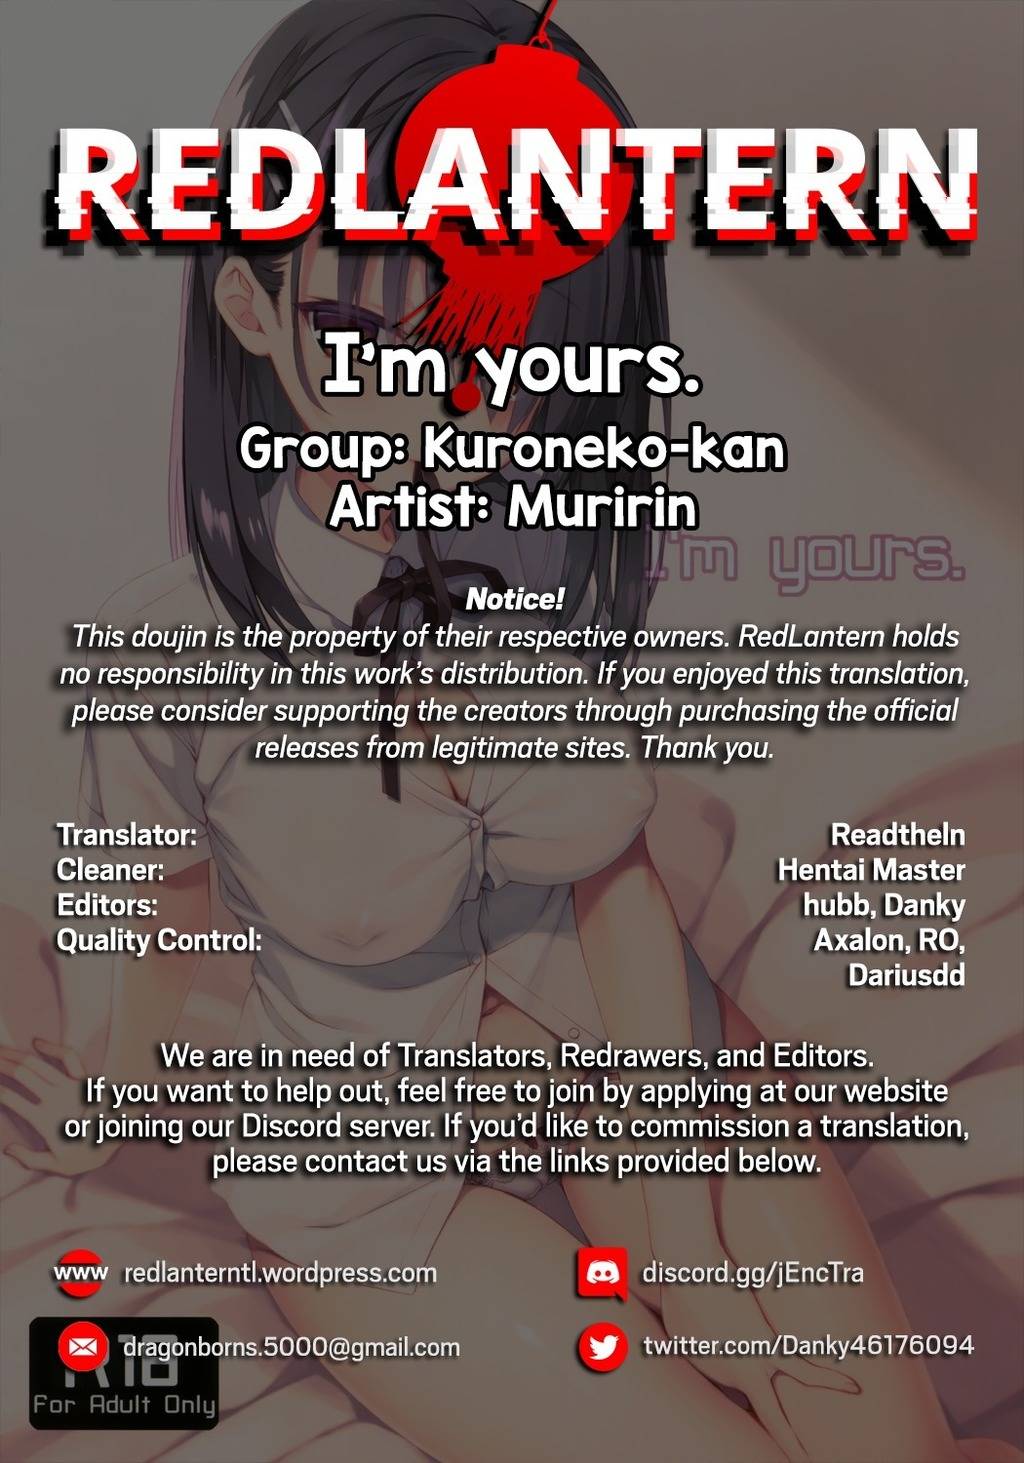 REDLANTERN
I'm yours.
Group: Kuroneko-kan
Artist: Muririn
I'm yours.
Notice!
This doujin is the property of their respective owners. RedLantern holds
no responsibility in this work's distribution. If you enjoyed this translation,
please consider supporting the creators through purchasing the official
releases from legitimate sites. Thank you.
Translator: Readtheln
Cleaner: Hentai Master
Editors: hubb, Danky
Quality Control: Axalon, RO,
Dariusdd
We are in need of Translators, Redrawers, and Editors.
If you want to help out, feel free to join by applying at our website
or joining our Discord server. If you'd like to commission a translation,
please contact us via the links provided below.
www redlanterntl.wordpress.com
discord.gg/jEncTra
dragonborns.5000@gmail.com
twitter.com/Danky46176094
R18
For Adult Only